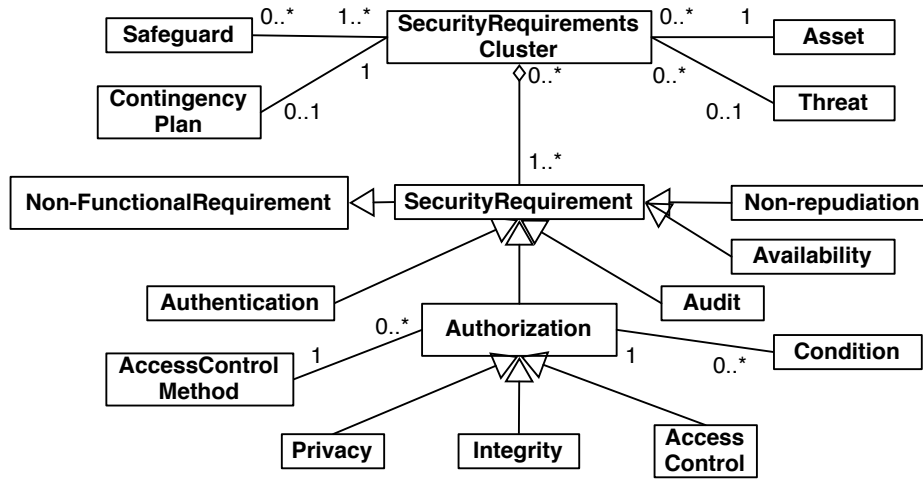 0..* 1..* SecurityRequirements 0..* 1
Safeguard Cluster Asset
1 0..* 0..*
Contingency Threat
Plan 0..1 0..1
1..*
Non-FunctionalRequirement SecurityRequirement Non-repudiation
Availability
Authentication Audit
0..* Authorization
AccessControl 1 1 Condition
Method 0..*
Privacy Integrity Access
Control